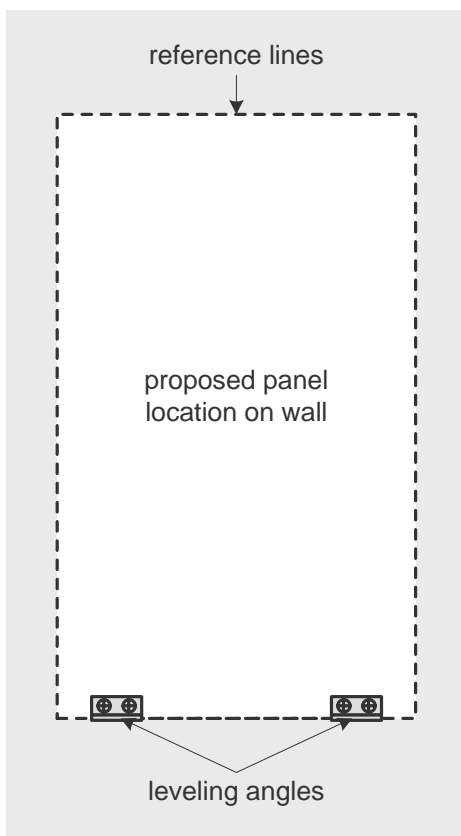 reference lines
proposed panel
location on wall
leveling angles